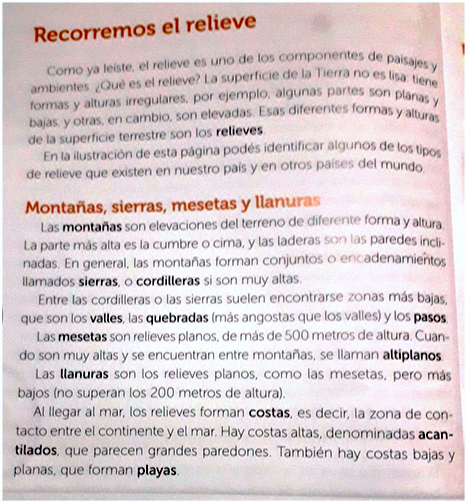 Recorremos el relieve
Como ya leíste, el relieve es uno de los componentes de paisajes y
ambientes. ¿Qué es el relieve? La superficie de la Tierra no es lisa: tiene
formas y alturas irregulares, por ejemplo, algunas partes son planas y
bajas, y otras, en cambio, son elevadas. Esas diferentes formas y alturas
de la superficie terrestre son los relieves.
En la ilustración de esta página podés identificar algunos de los tipos
de relieve que existen en nuestro país y en otros países del mundo.
Montañas, sierras, mesetas y llanuras
Las montañas son elevaciones del terreno de diferente forma y altura.
La parte más alta es la cumbre o cima, y las laderas son las paredes incli-
nadas. En general, las montañas forman conjuntos o encadenamientos
llamados sierras, o cordilleras si son muy altas.
Entre las cordilleras o las sierras suelen encontrarse zonas más bajas,
que son los valles, las quebradas (más angostas que los valles) y los pasos.
Las mesetas son relieves planos, de más de 500 metros de altura. Cuan-
do son muy altas y se encuentran entre montañas, se llaman altiplanos.
Las llanuras son los relieves planos, como las mesetas, pero más
bajos (no superan los 200 metros de altura).
Al llegar al mar, los relieves forman costas, es decir, la zona de con-
tacto entre el continente y el mar. Hay costas altas, denominadas acan-
tilados, que parecen grandes paredones. También hay costas bajas y
planas, que forman playas.